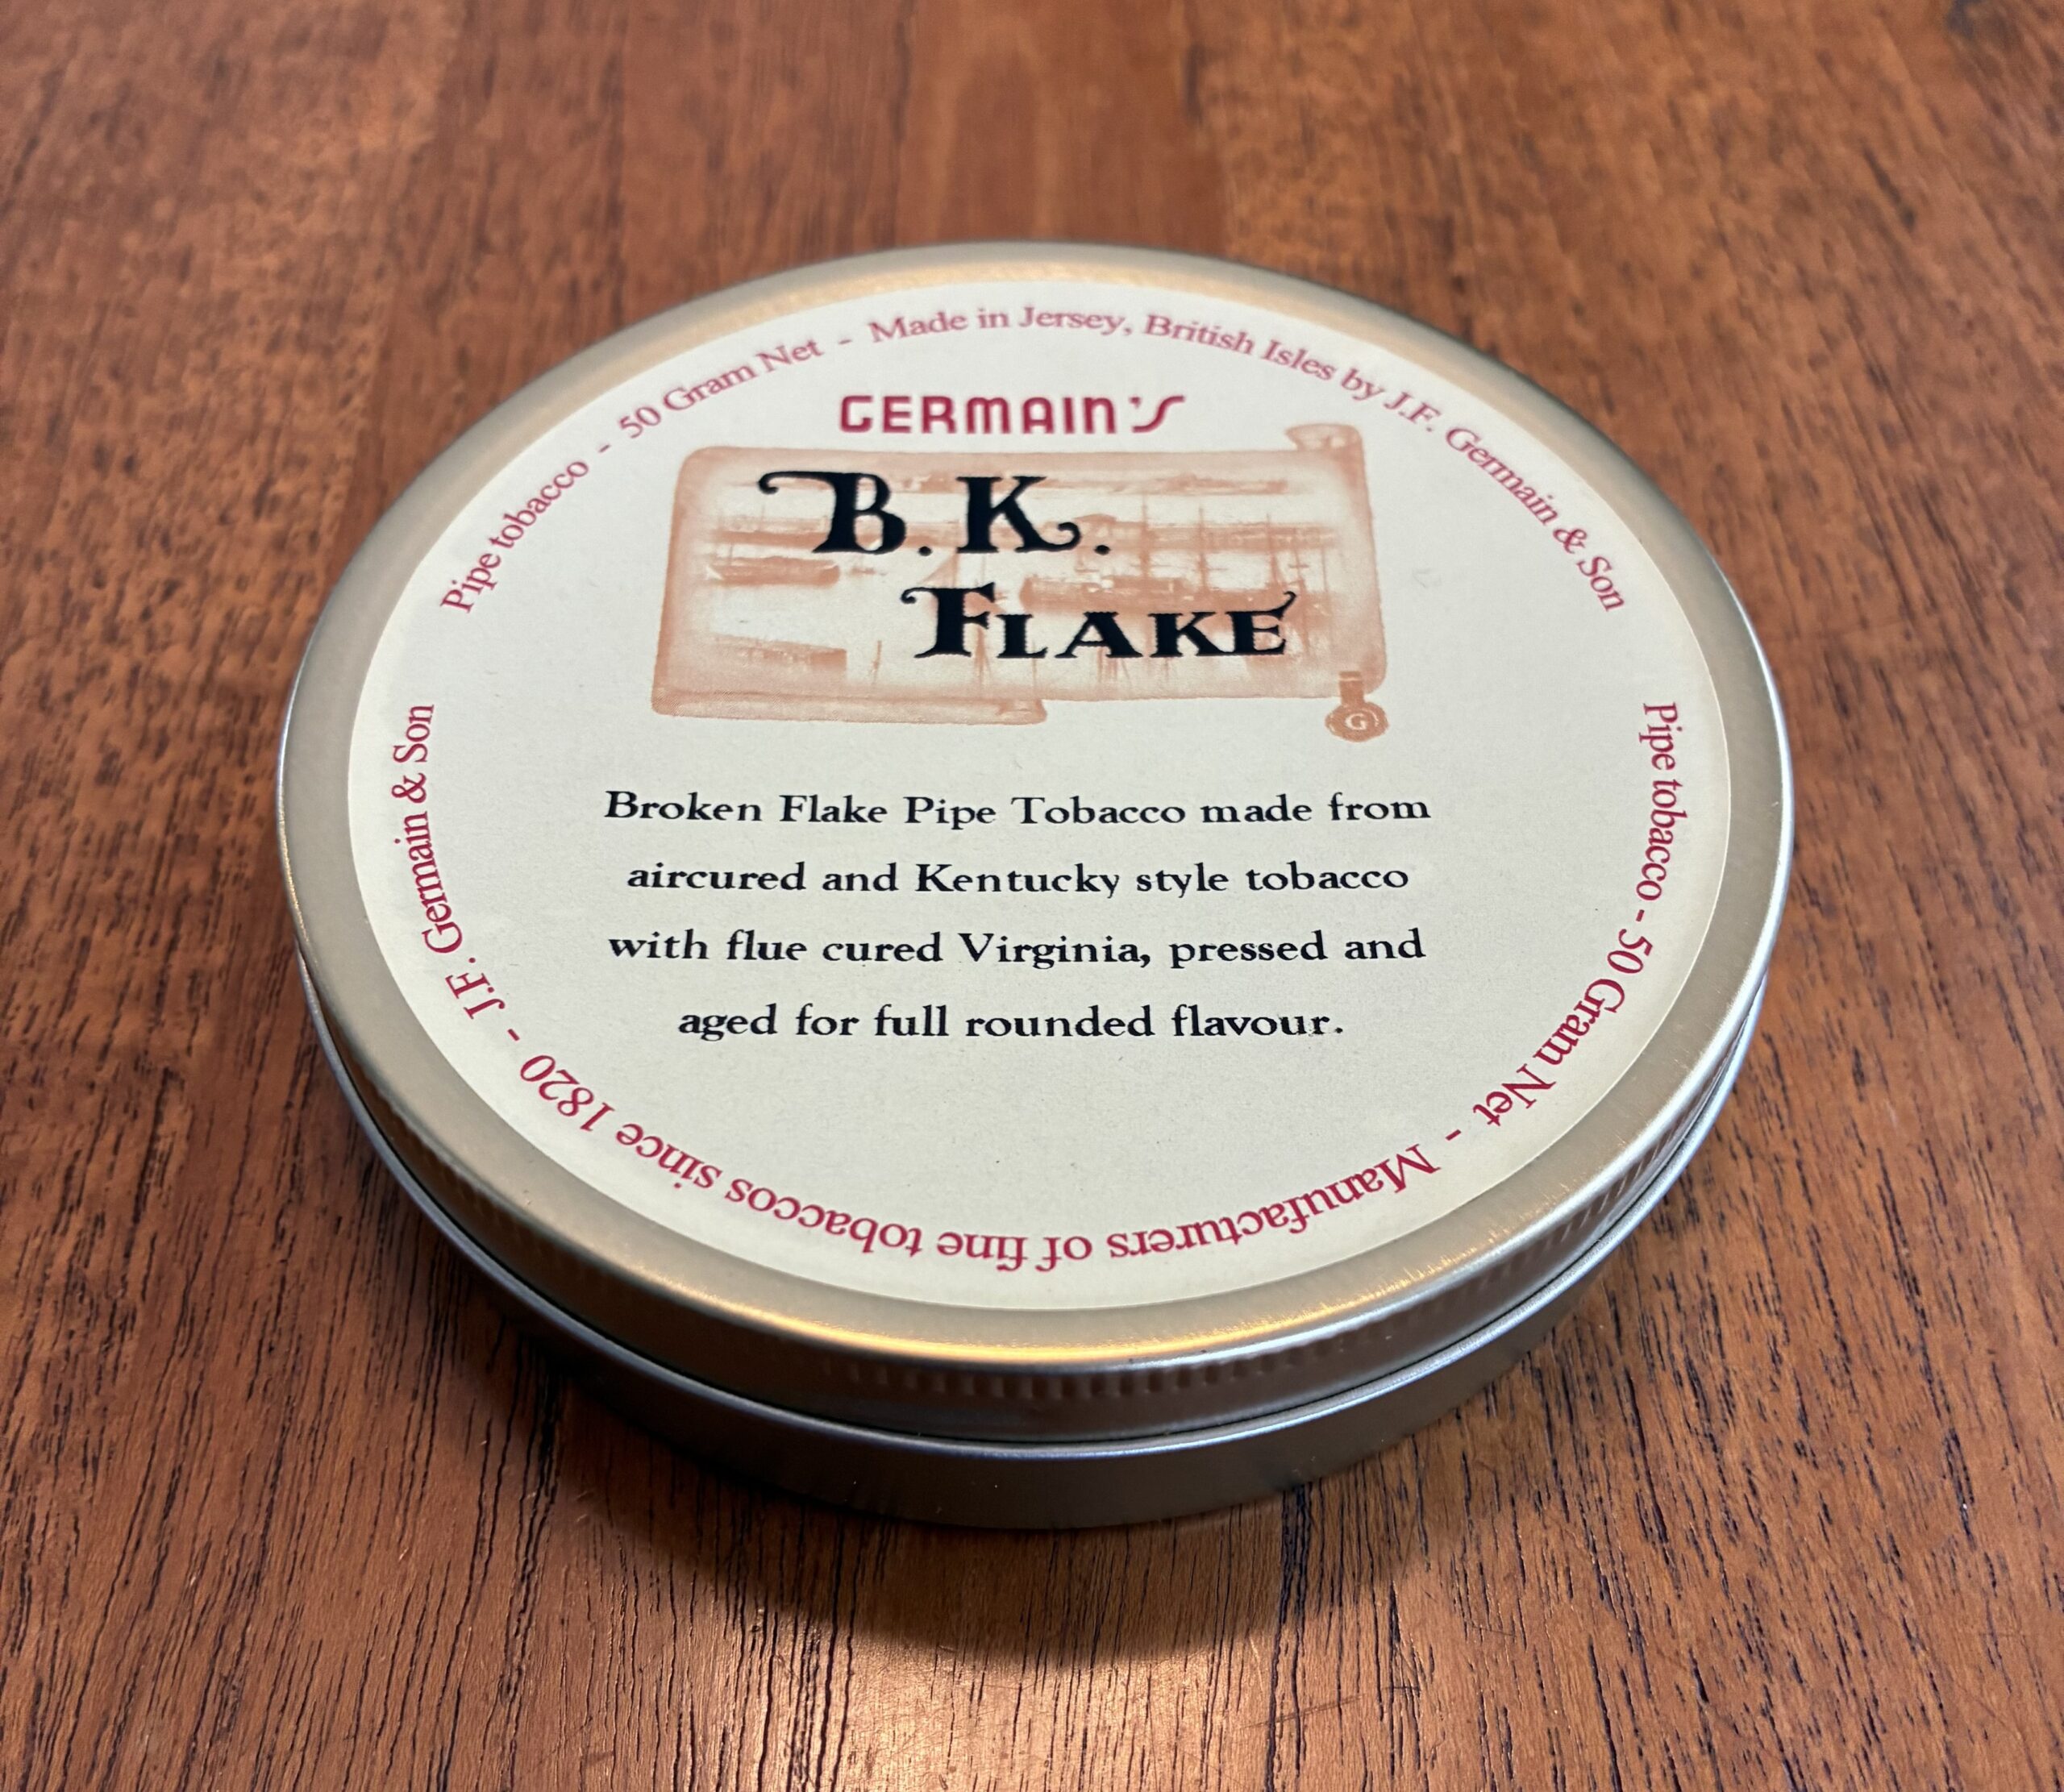 Pipe tobacco - 50 Gram Net - Made in Jersey, British Isles by J.F. Germain & Son
GERMAIN'S
B.K.
FLAKE
G
Broken Flake Pipe Tobacco made from
aircured and Kentucky style tobacco
with flue cured Virginia, pressed and
aged for full rounded flavour.
Pipe tobacco - 50 Gram Net - Manufacturers of fine tobaccos since 1820 - J.F. Germain & Son